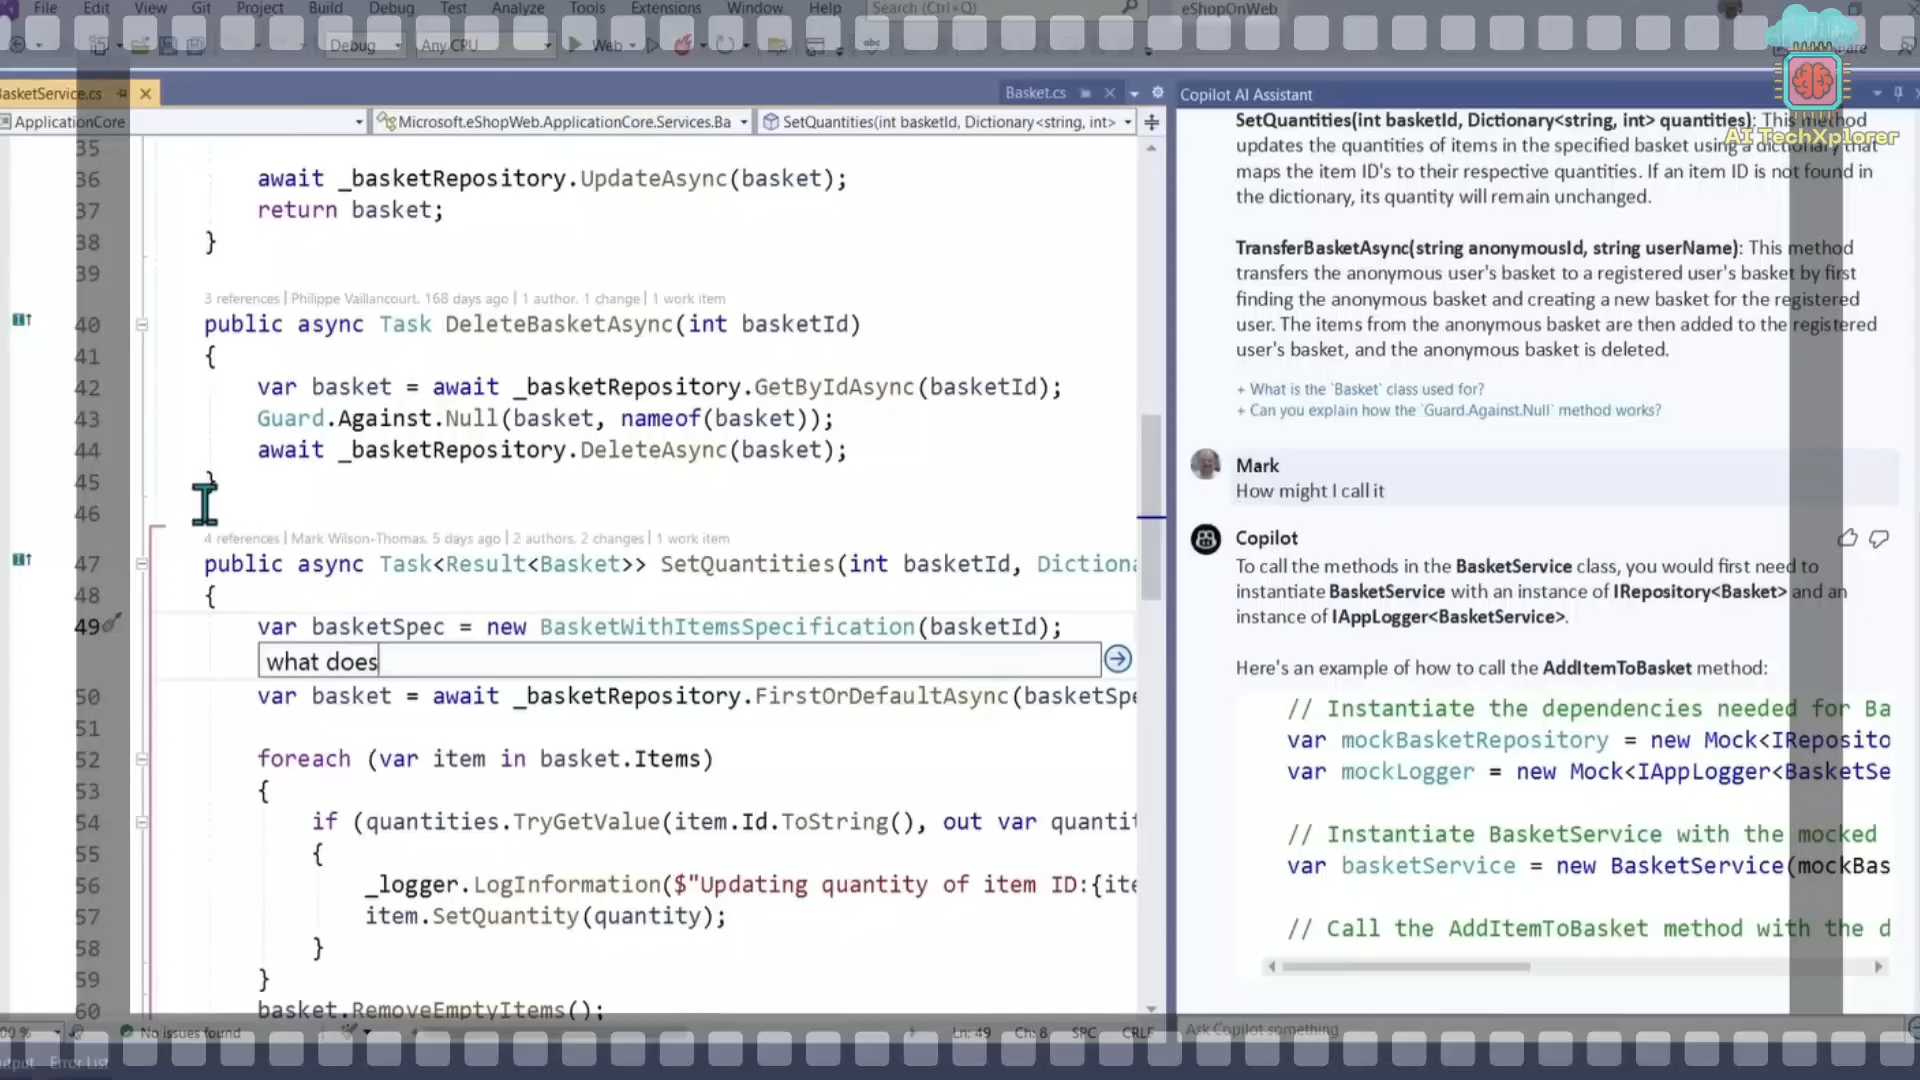 File Edit View Git Project Build Debug Test Analyze Tools Extensions Window Help Search (Ctrl+Q) eShopOnWeb
Debug Any CPU Web
BasketService.cs
Basket.cs
ApplicationCore
Microsoft.eShopWeb.ApplicationCore.Services.Ba
SetQuantities(int basketId, Dictionary<string, int>
35
36 await _basketRepository.UpdateAsync(basket);
37 return basket;
38 }
39
3 references | Philippe Vaillancourt, 168 days ago | 1 author, 1 change | 1 work item
40 public async Task DeleteBasketAsync(int basketId)
41 {
42 var basket = await _basketRepository.GetByIdAsync(basketId);
43 Guard.Against.Null(basket, nameof(basket));
44 await _basketRepository.DeleteAsync(basket);
45 }
46
4 references | Mark Wilson-Thomas, 5 days ago | 2 authors, 2 changes | 1 work item
47 public async Task<Result<Basket>> SetQuantities(int basketId, Dictiona
48 {
49 var basketSpec = new BasketWithItemsSpecification(basketId);
what does
50 var basket = await _basketRepository.FirstOrDefaultAsync(basketSpe
51
52 foreach (var item in basket.Items)
53 {
54 if (quantities.TryGetValue(item.Id.ToString(), out var quantit
55 {
56 _logger.LogInformation($"Updating quantity of item ID:{ite
57 item.SetQuantity(quantity);
58 }
59 }
60 basket.RemoveEmptyItems();
No issues found
Ln: 49 Ch: 8 SPC CRLF
Error List
Copilot AI Assistant
AI TechXplorer
SetQuantities(int basketId, Dictionary<string, int> quantities): This method
updates the quantities of items in the specified basket using a dictionary that
maps the item ID's to their respective quantities. If an item ID is not found in
the dictionary, its quantity will remain unchanged.
TransferBasketAsync(string anonymousId, string userName): This method
transfers the anonymous user's basket to a registered user's basket by first
finding the anonymous basket and creating a new basket for the registered
user. The items from the anonymous basket are then added to the registered
user's basket, and the anonymous basket is deleted.
+ What is the `Basket` class used for?
+ Can you explain how the `Guard.Against.Null` method works?
Mark
How might I call it
Copilot
To call the methods in the BasketService class, you would first need to
instantiate BasketService with an instance of IRepository<Basket> and an
instance of IAppLogger<BasketService>.
Here's an example of how to call the AddItemToBasket method:
// Instantiate the dependencies needed for Ba
var mockBasketRepository = new Mock<IReposito
var mockLogger = new Mock<IAppLogger<BasketSe
// Instantiate BasketService with the mocked
var basketService = new BasketService(mockBas
// Call the AddItemToBasket method with the d
Ask Copilot something